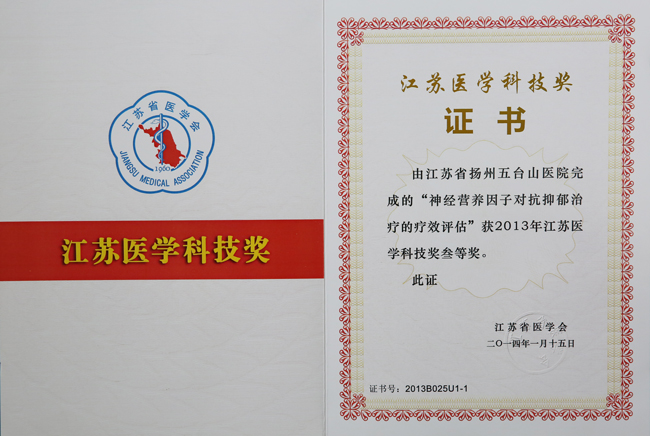 江苏省医学会
1960
JIANGSU MEDICAL ASSOCIATION
江苏医学科技奖
江苏医学科技奖
证书
由江苏省扬州五台山医院完
成的“神经营养因子对抗抑郁治
疗的疗效评估”获2013年江苏医
学科技奖叁等奖。
此证
江苏省医学会
二〇一四年一月十五日
证书号：2013B025U1-1